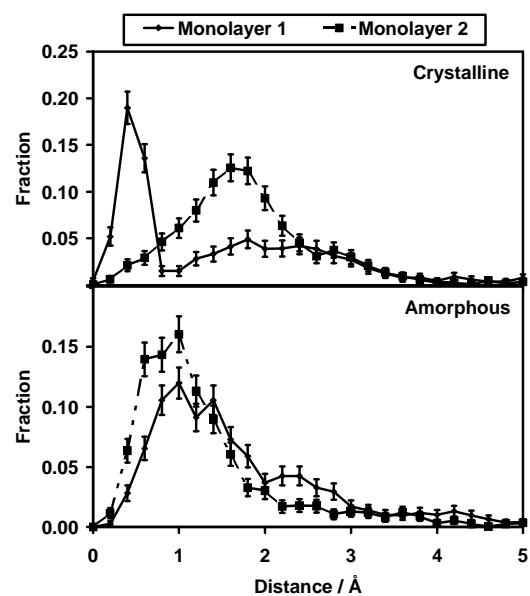 Monolayer 1 Monolayer 2
0.25
Crystalline
0.20
0.15
Fraction
0.10
0.05
Amorphous
0.15
Fraction
0.10
0.05
0.00
0 1 2 3 4 5
Distance / Å